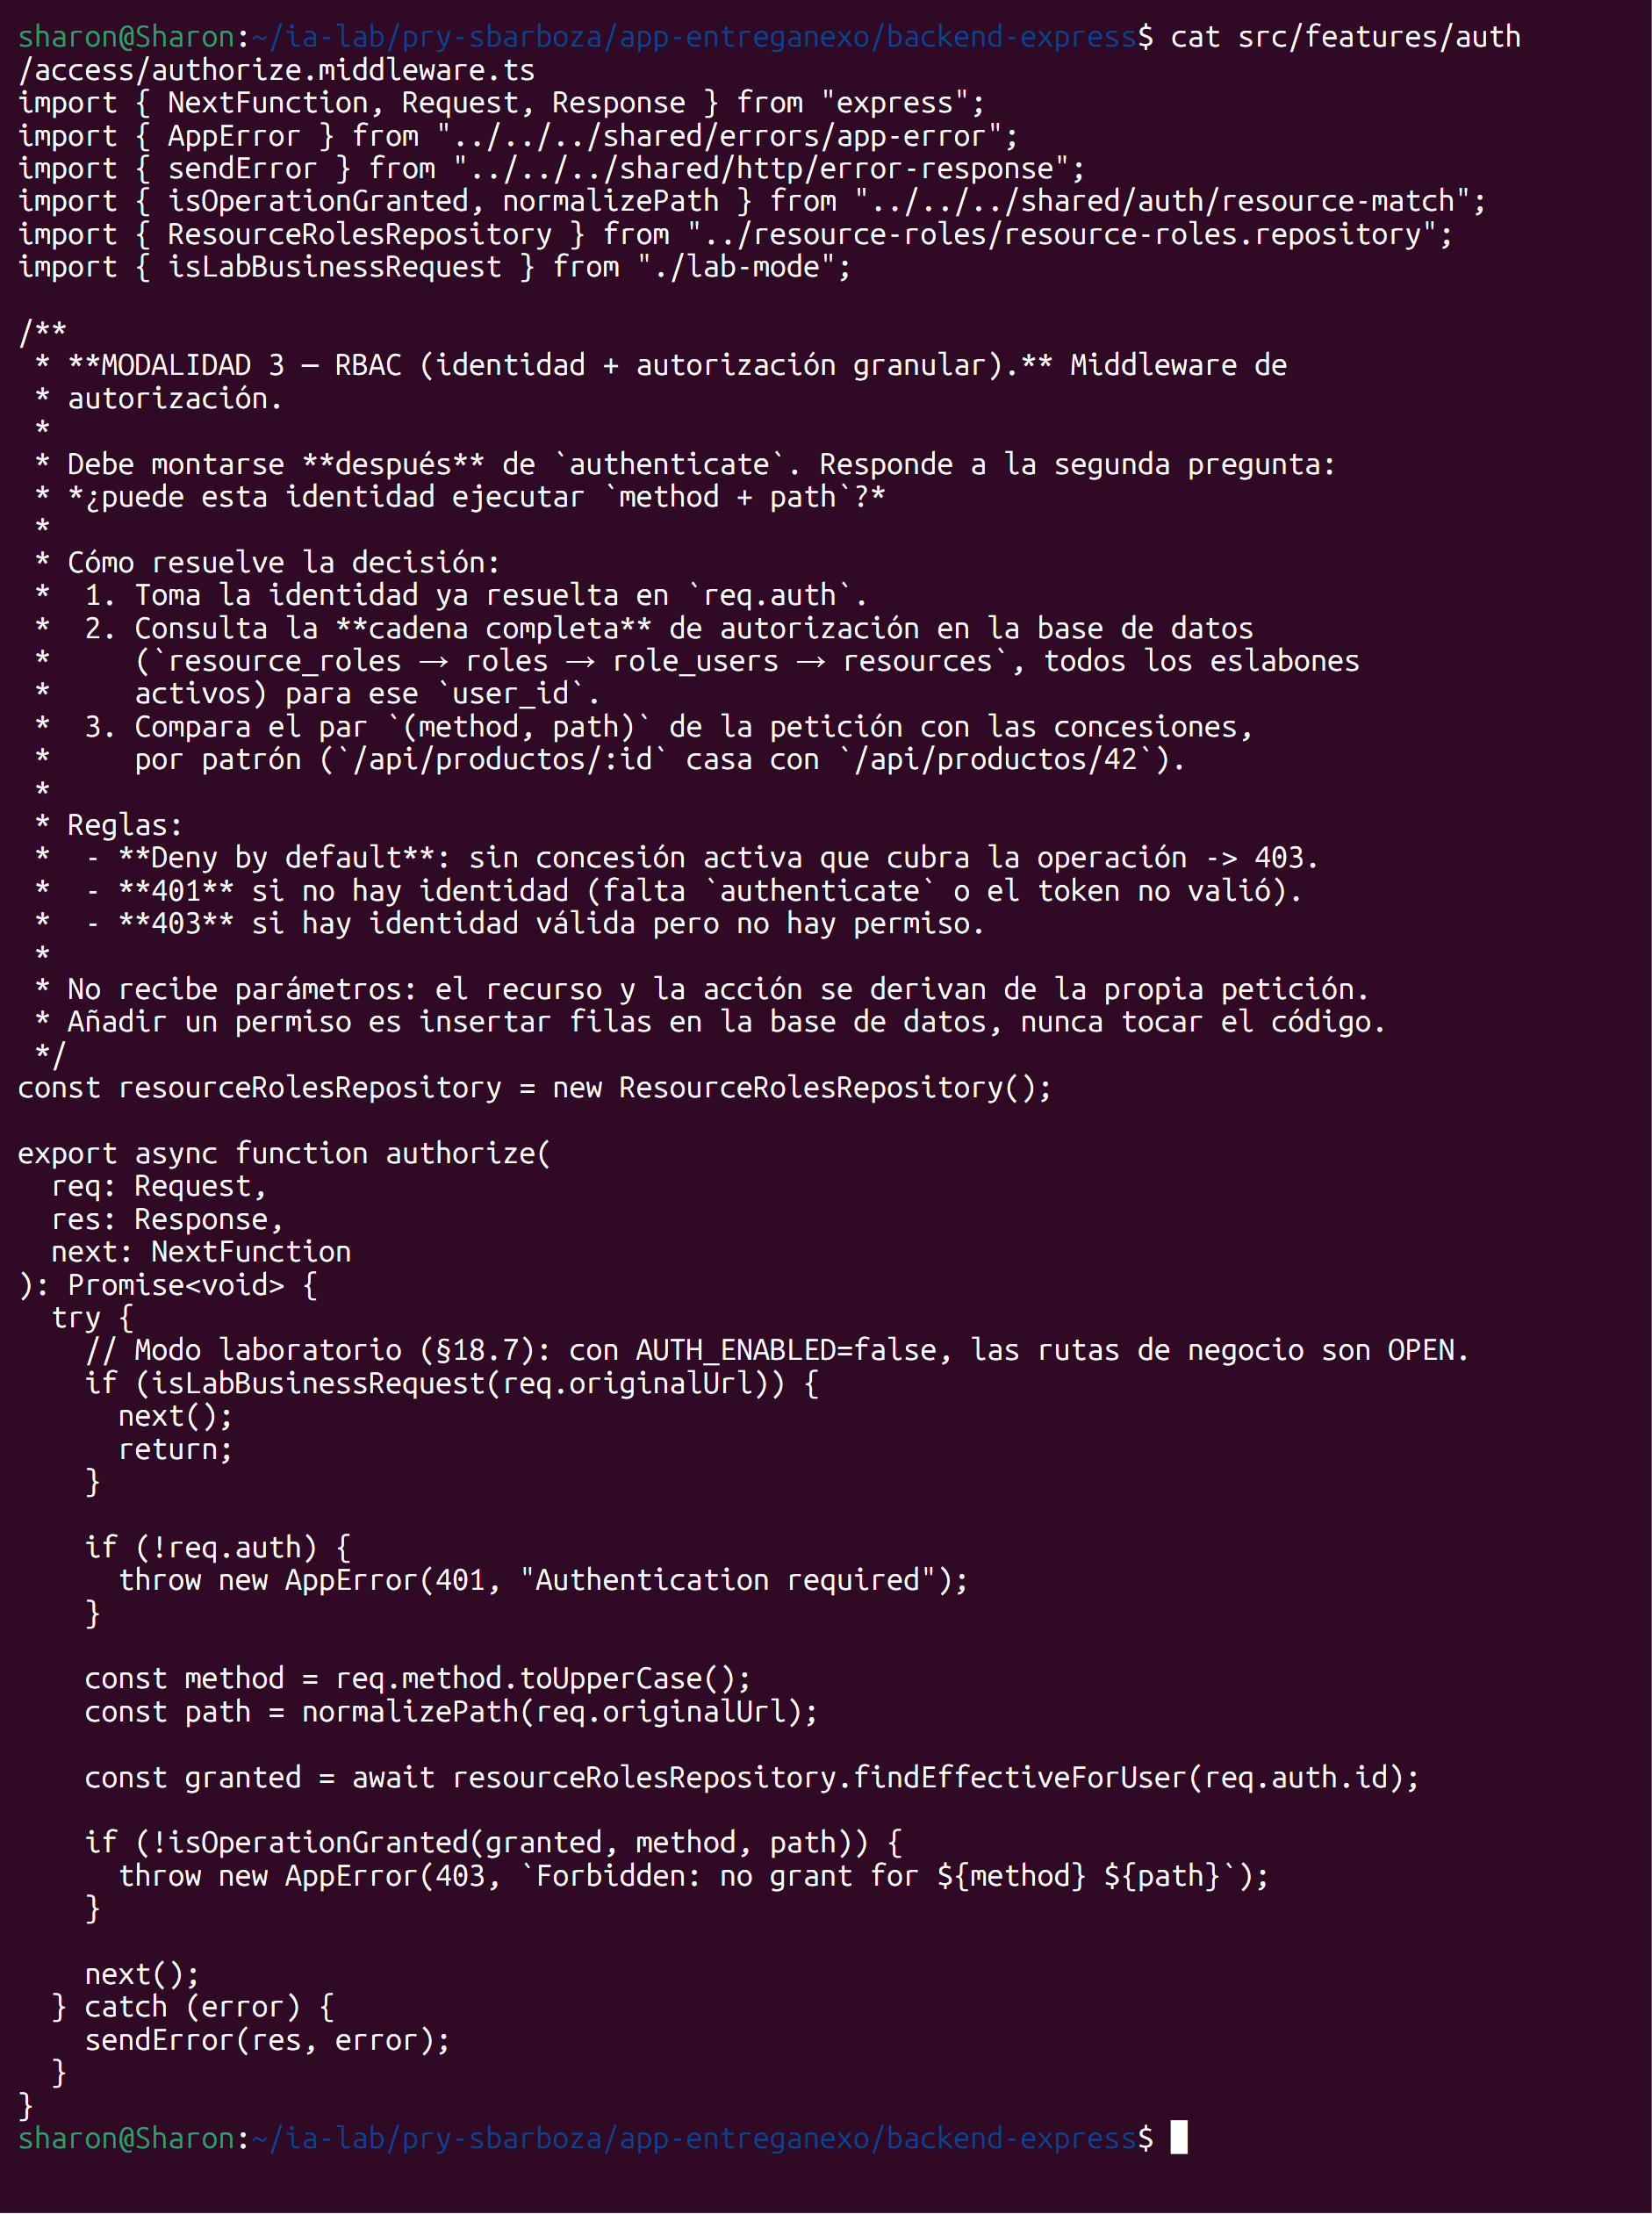 sharon@Sharon:~/ia-lab/pry-sbarboza/app-entreganexo/backend-express$ cat src/features/auth
/access/authorize.middleware.ts
import { NextFunction, Request, Response } from "express";
import { AppError } from "../../../shared/errors/app-error";
import { sendError } from "../../../shared/http/error-response";
import { isOperationGranted, normalizePath } from "../../../shared/auth/resource-match";
import { ResourceRolesRepository } from "../resource-roles/resource-roles.repository";
import { isLabBusinessRequest } from "./lab-mode";

/**
 * **MODALIDAD 3 — RBAC (identidad + autorización granular).** Middleware de
 * autorización.
 *
 * Debe montarse **después** de `authenticate`. Responde a la segunda pregunta:
 * *¿puede esta identidad ejecutar `method + path`?*
 *
 * Cómo resuelve la decisión:
 *  1. Toma la identidad ya resuelta en `req.auth`.
 *  2. Consulta la **cadena completa** de autorización en la base de datos
 *     (`resource_roles → roles → role_users → resources`, todos los eslabones
 *     activos) para ese `user_id`.
 *  3. Compara el par `(method, path)` de la petición con las concesiones,
 *     por patrón (`/api/productos/:id` casa con `/api/productos/42`).
 *
 * Reglas:
 *  - **Deny by default**: sin concesión activa que cubra la operación -> 403.
 *  - **401** si no hay identidad (falta `authenticate` o el token no valió).
 *  - **403** si hay identidad válida pero no hay permiso.
 *
 * No recibe parámetros: el recurso y la acción se derivan de la propia petición.
 * Añadir un permiso es insertar filas en la base de datos, nunca tocar el código.
 */
const resourceRolesRepository = new ResourceRolesRepository();

export async function authorize(
  req: Request,
  res: Response,
  next: NextFunction
): Promise<void> {
  try {
    // Modo laboratorio (§18.7): con AUTH_ENABLED=false, las rutas de negocio son OPEN.
    if (isLabBusinessRequest(req.originalUrl)) {
      next();
      return;
    }

    if (!req.auth) {
      throw new AppError(401, "Authentication required");
    }

    const method = req.method.toUpperCase();
    const path = normalizePath(req.originalUrl);

    const granted = await resourceRolesRepository.findEffectiveForUser(req.auth.id);

    if (!isOperationGranted(granted, method, path)) {
      throw new AppError(403, `Forbidden: no grant for ${method} ${path}`);
    }

    next();
  } catch (error) {
    sendError(res, error);
  }
}
sharon@Sharon:~/ia-lab/pry-sbarboza/app-entreganexo/backend-express$